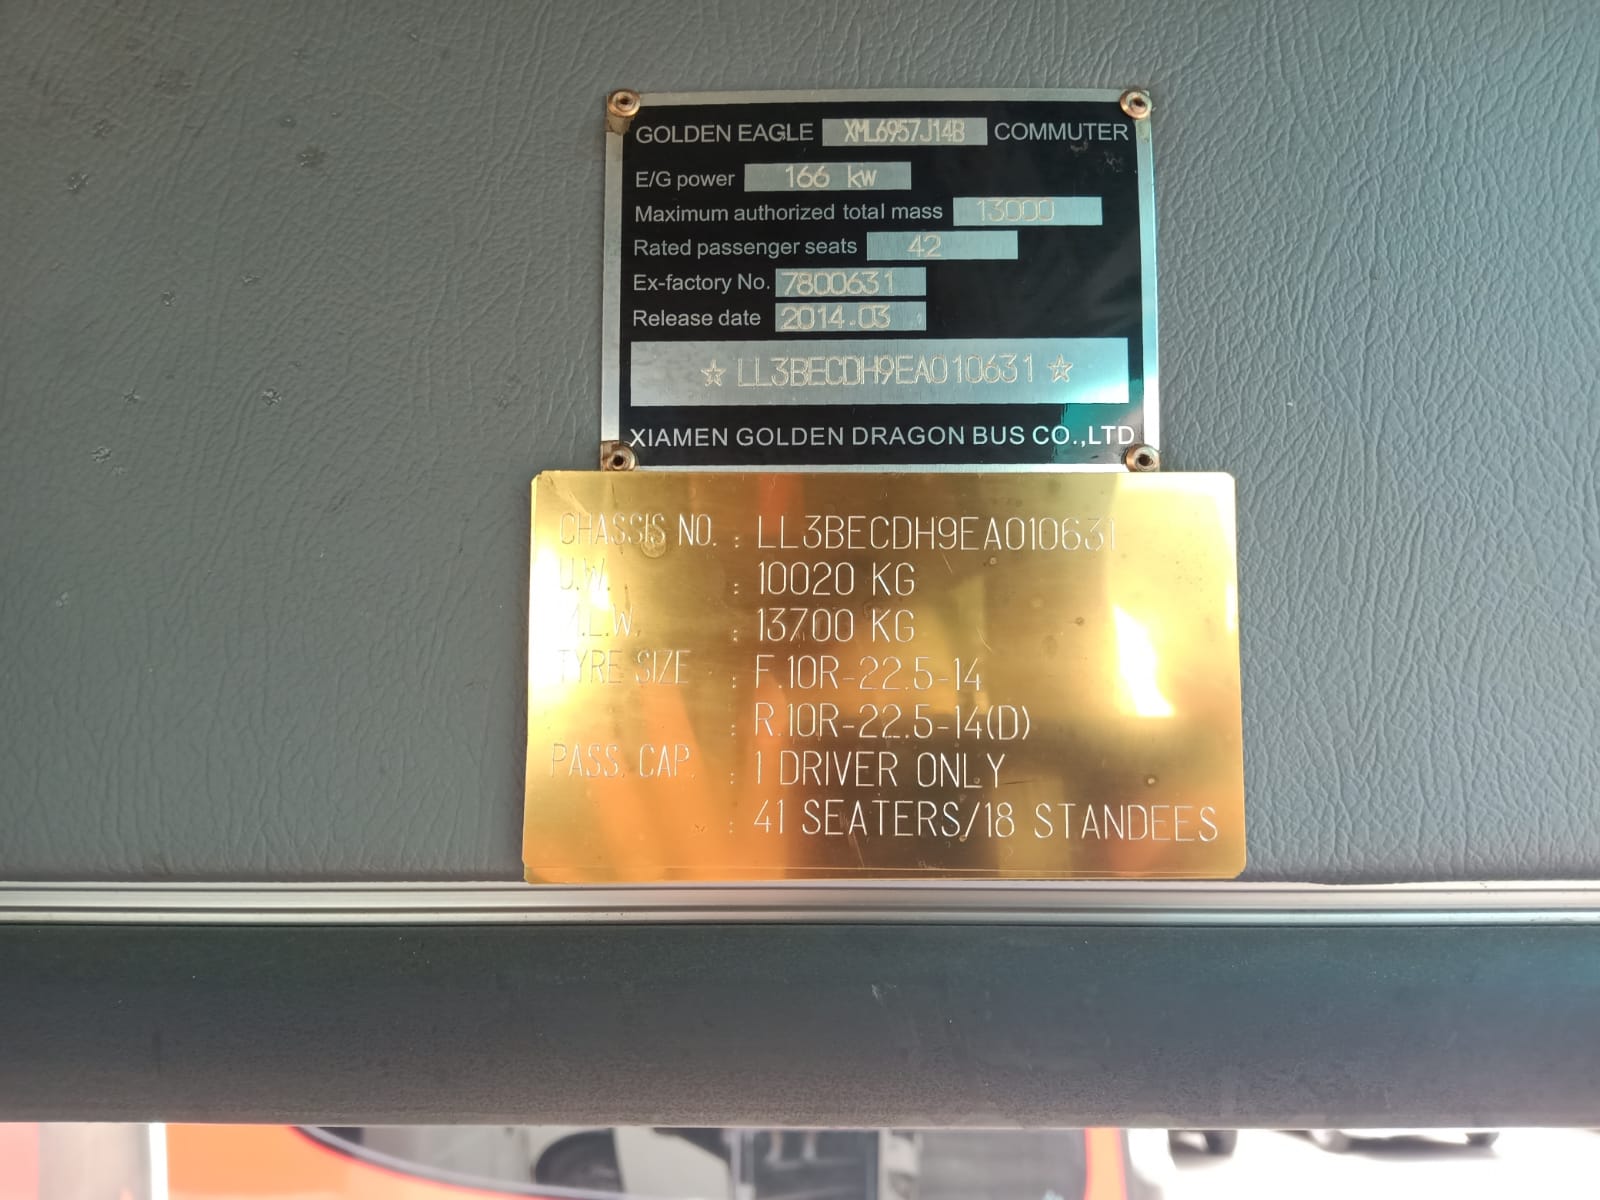 GOLDEN EAGLE XML6957J14B COMMUTER
E/G power 166 kw
Maximum authorized total mass 13000
Rated passenger seats 42
Ex-factory No. 7800631
Release date 2014.03
☆ LL3BECDH9EA010631 ☆
XIAMEN GOLDEN DRAGON BUS CO.,LTD
CHASSIS NO. : LL3BECDH9EA010631
U.W. : 10020 KG
M.L.W. : 13700 KG
TYRE SIZE : F.10R-22.5-14
: R.10R-22.5-14(D)
PASS. CAP. : 1 DRIVER ONLY
: 41 SEATERS/18 STANDEES